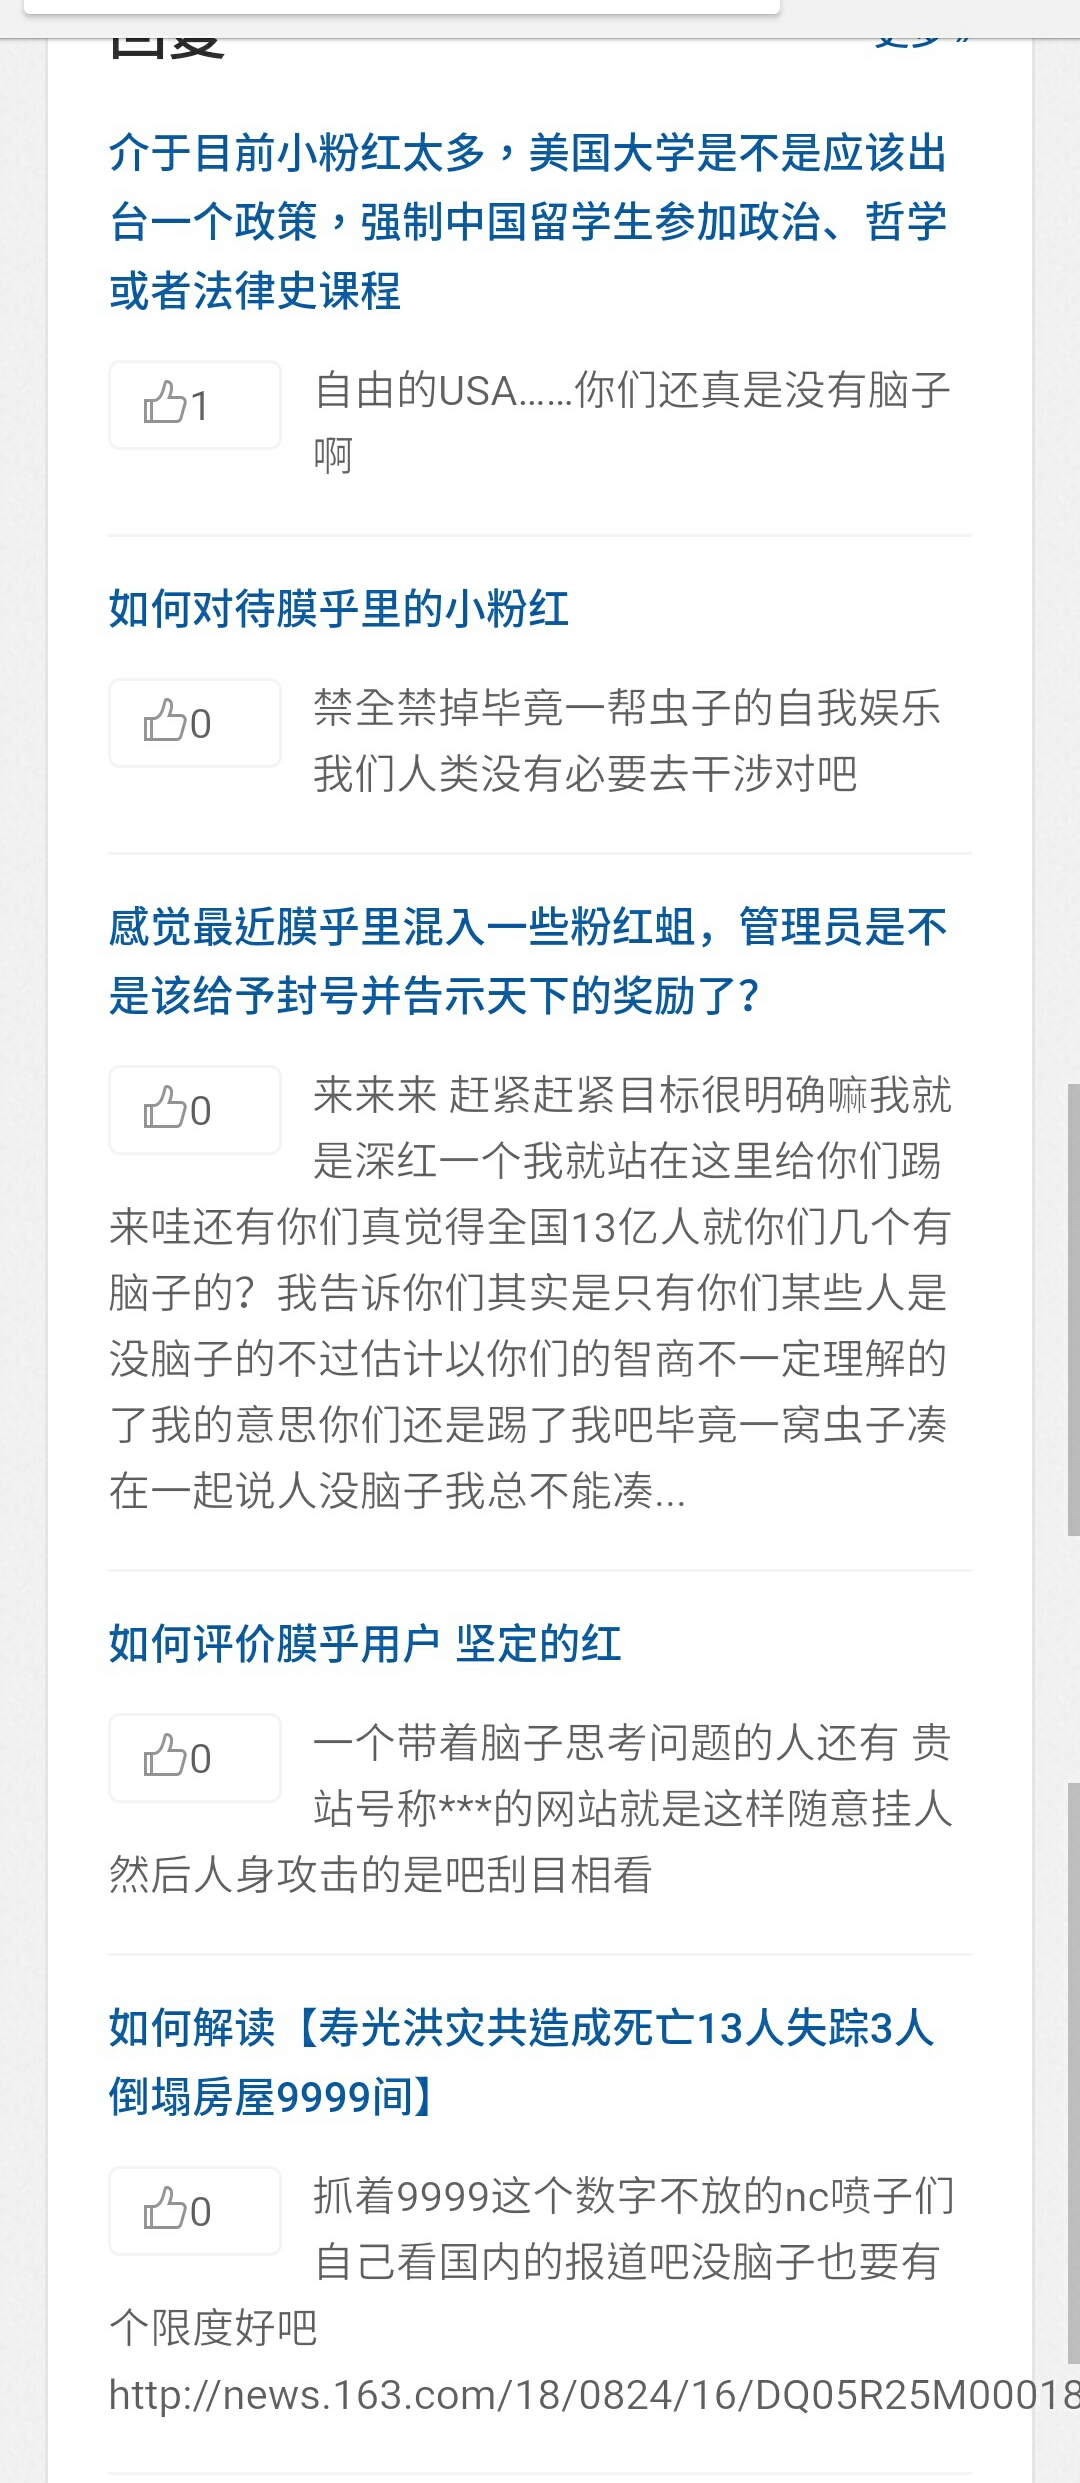 回复
更多 »
介于目前小粉红太多，美国大学是不是应该出
台一个政策，强制中国留学生参加政治、哲学
或者法律史课程
1
自由的USA……你们还真是没有脑子
啊
如何对待膜乎里的小粉红
0
禁全禁掉毕竟一帮虫子的自我娱乐
我们人类没有必要去干涉对吧
感觉最近膜乎里混入一些粉红蛆，管理员是不
是该给予封号并告示天下的奖励了？
0
来来来 赶紧赶紧目标很明确嘛我就
是深红一个我就站在这里给你们踢
来哇还有你们真觉得全国13亿人就你们几个有
脑子的？我告诉你们其实是只有你们某些人是
没脑子的不过估计以你们的智商不一定理解的
了我的意思你们还是踢了我吧毕竟一窝虫子凑
在一起说人没脑子我总不能凑...
如何评价膜乎用户 坚定的红
0
一个带着脑子思考问题的人还有 贵
站号称***的网站就是这样随意挂人
然后人身攻击的是吧刮目相看
如何解读【寿光洪灾共造成死亡13人失踪3人
倒塌房屋9999间】
0
抓着9999这个数字不放的nc喷子们
自己看国内的报道吧没脑子也要有
个限度好吧
http://news.163.com/18/0824/16/DQ05R25M00018